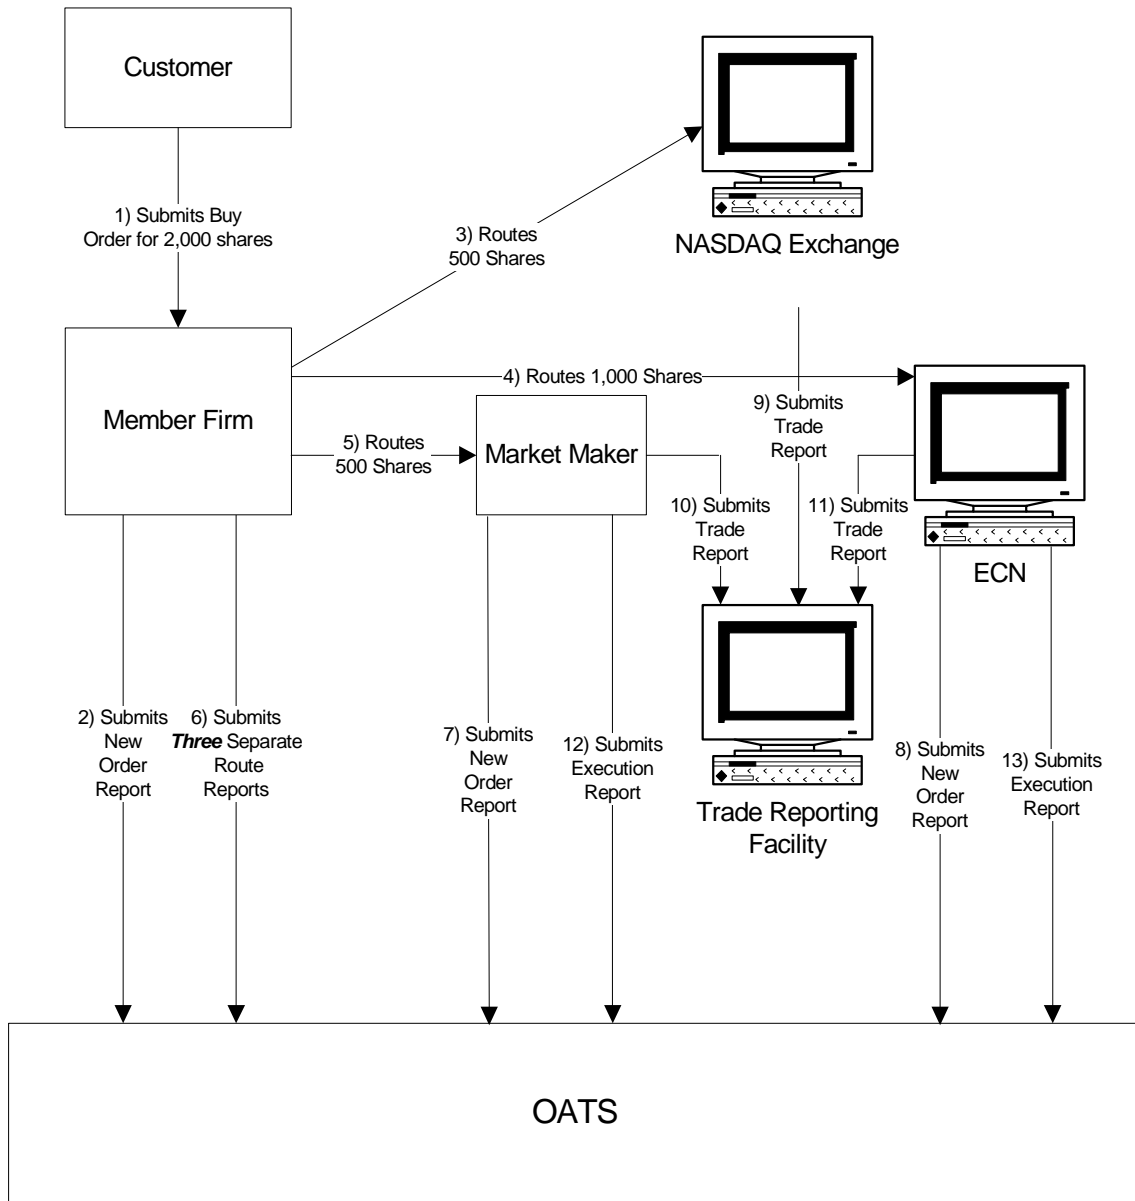 Customer
1) Submits Buy
Order for 2,000 shares
3) Routes
500 Shares
NASDAQ Exchange
Member Firm
4) Routes 1,000 Shares
5) Routes
500 Shares
Market Maker
9) Submits
Trade
Report
10) Submits
Trade
Report
11) Submits
Trade
Report
ECN
2) Submits
New
Order
Report
6) Submits
Three Separate
Route
Reports
7) Submits
New
Order
Report
12) Submits
Execution
Report
Trade Reporting
Facility
8) Submits
New
Order
Report
13) Submits
Execution
Report
OATS